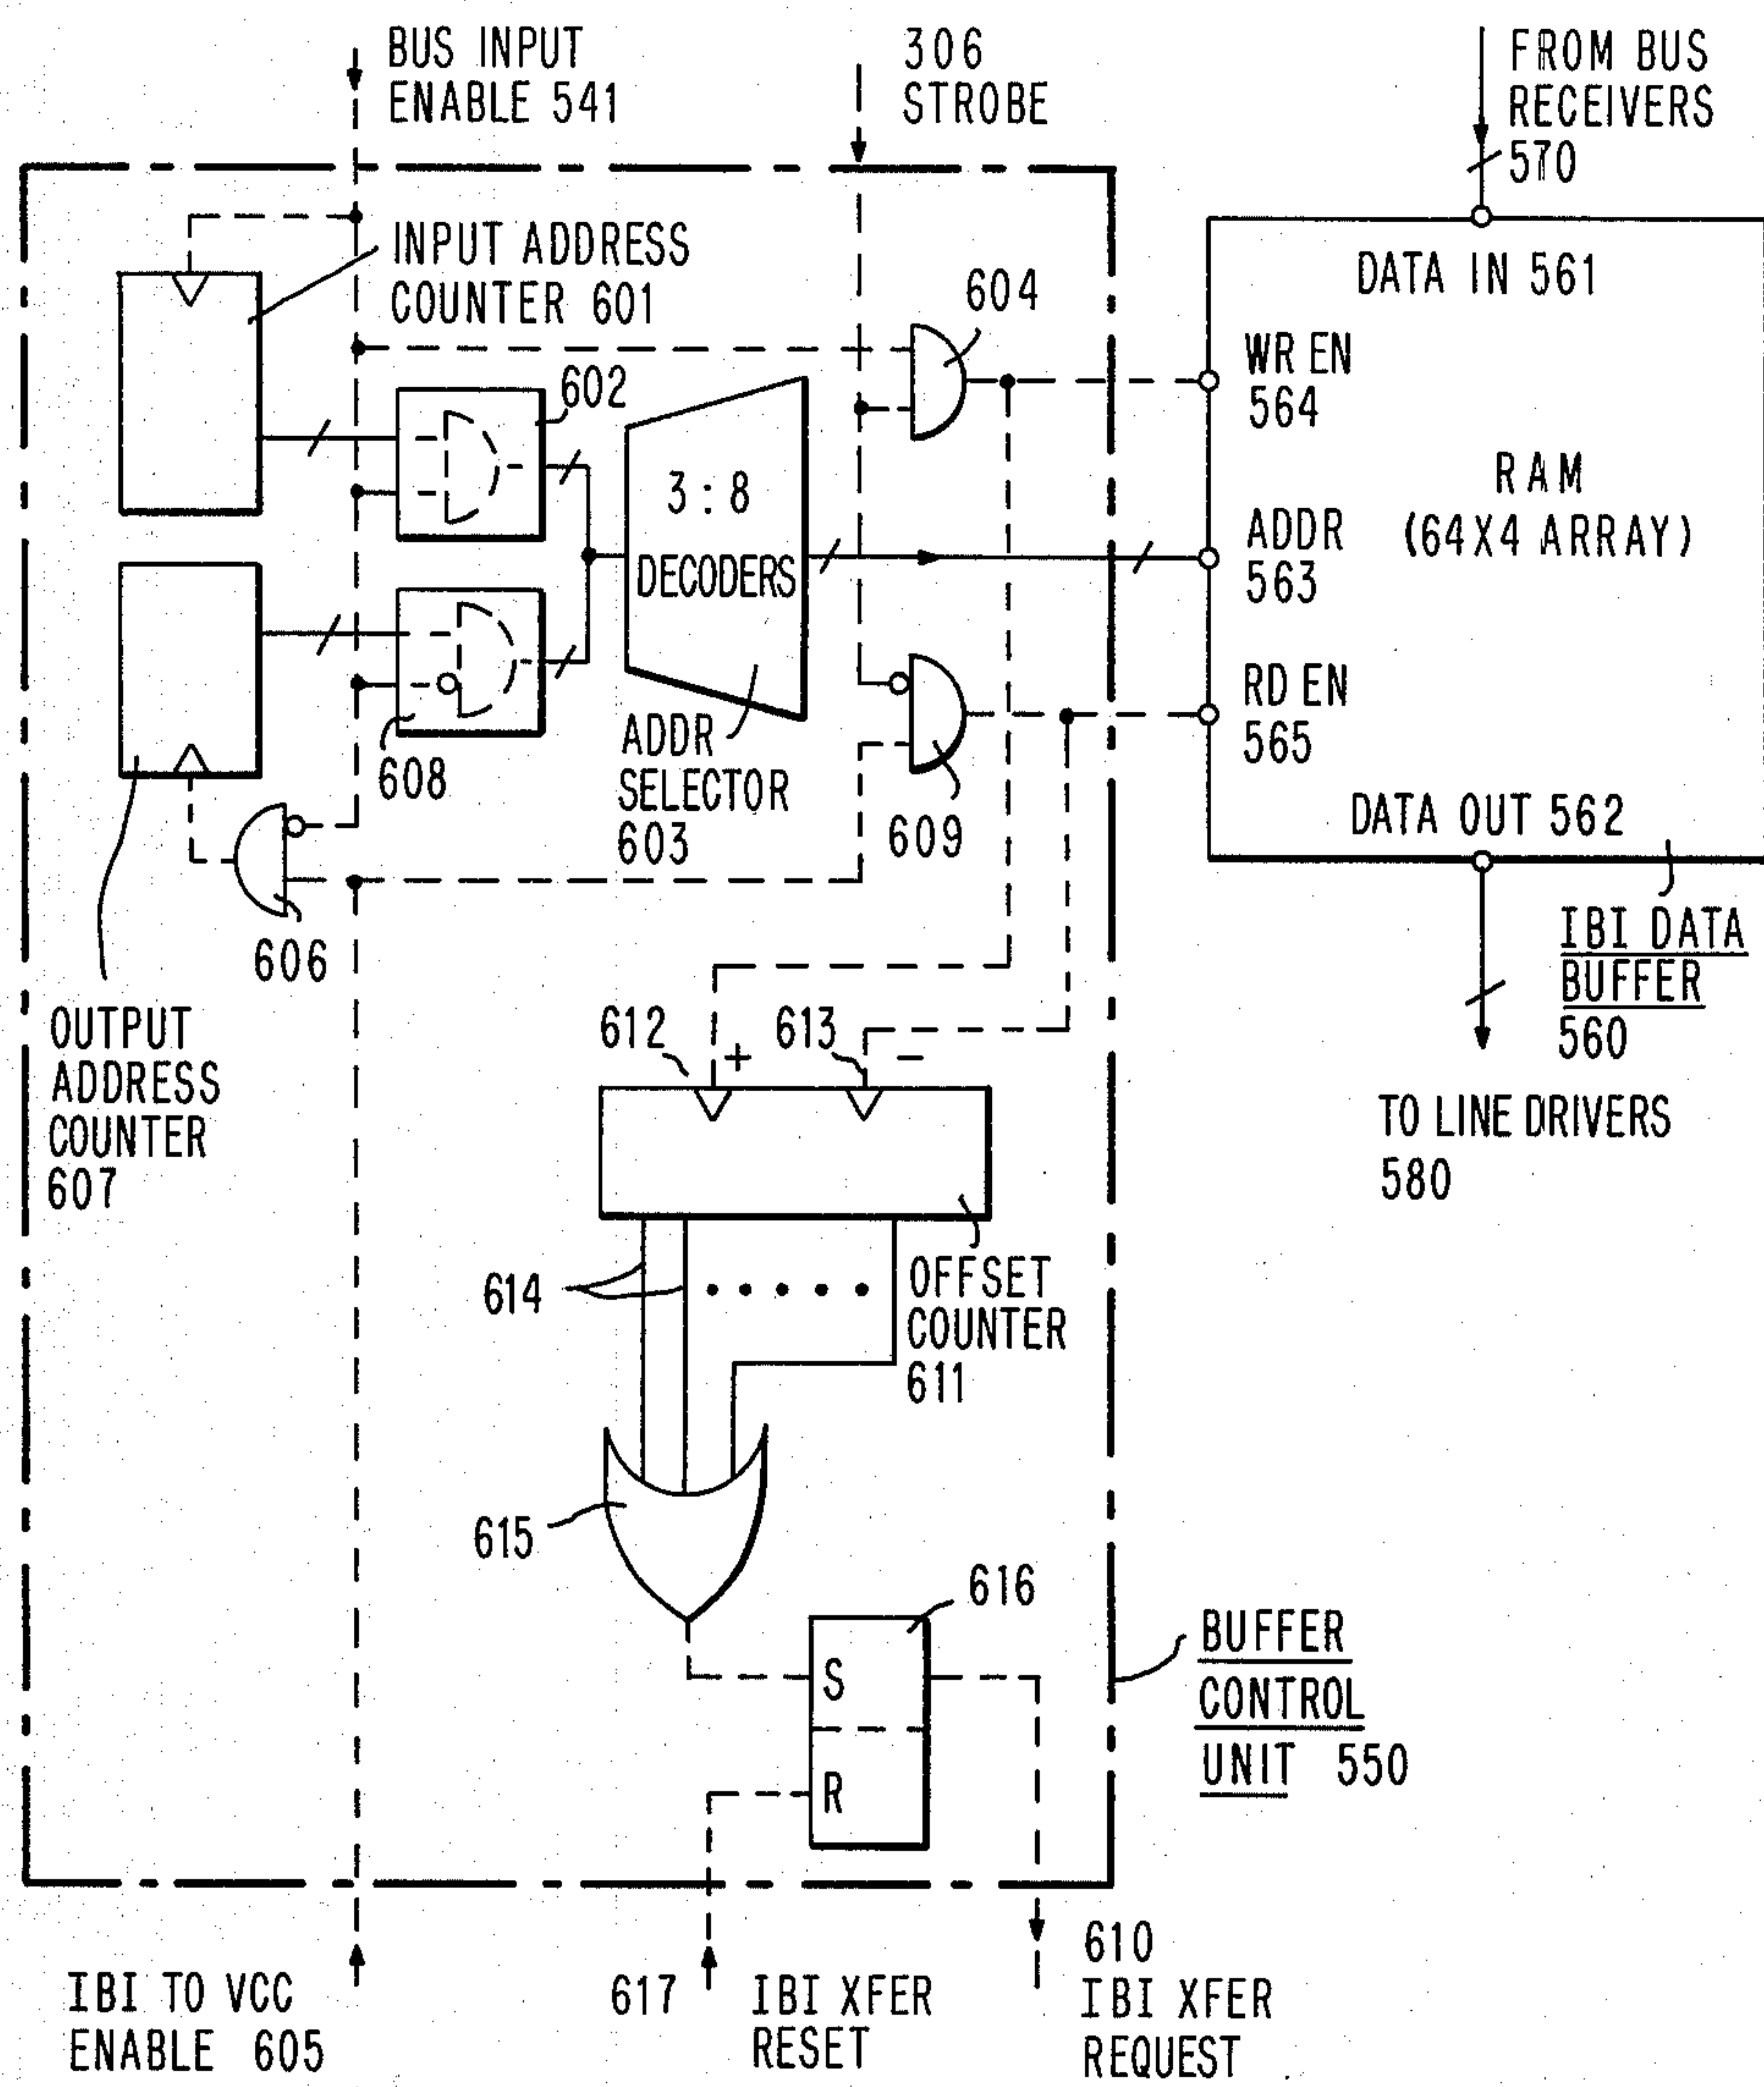 BUS INPUT
ENABLE 541
306
STROBE
FROM BUS
RECEIVERS
570
INPUT ADDRESS
COUNTER 601
604
DATA IN 561
602
WR EN
564
3 : 8
DECODERS
RAM
(64X4 ARRAY)
ADDR
563
RD EN
565
608
ADDR
SELECTOR
603
609
DATA OUT 562
606
IBI DATA
BUFFER
560
OUTPUT
ADDRESS
COUNTER
607
612
+
613
−
TO LINE DRIVERS
580
614
OFFSET
COUNTER
611
615
616
S
R
BUFFER
CONTROL
UNIT 550
IBI TO VCC
ENABLE 605
617
IBI XFER
RESET
610
IBI XFER
REQUEST